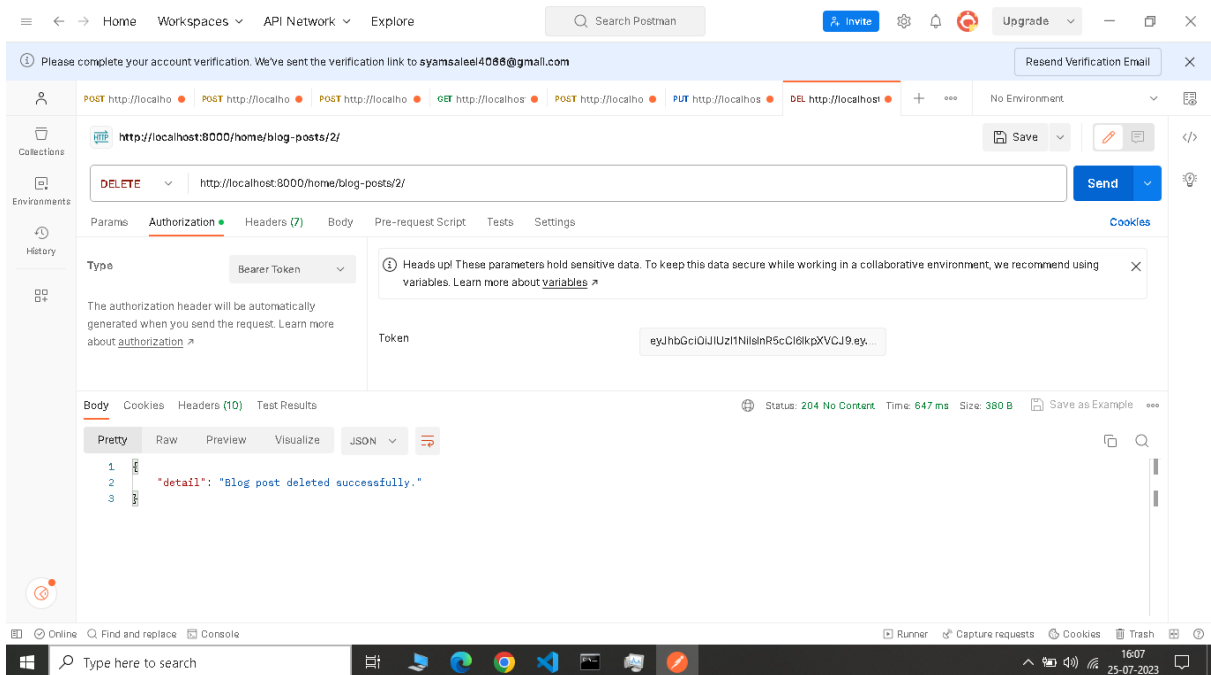 Home Workspaces API Network Explore Search Postman Invite Upgrade
Please complete your account verification. We've sent the verification link to syamsaleel4066@gmail.com Resend Verification Email
POST http://localho POST http://localho POST http://localho GET http://localhos POST http://localho PUT http://localhos DEL http://localhost No Environment
HTTP http://localhost:8000/home/blog-posts/2/ Save
Collections
DELETE http://localhost:8000/home/blog-posts/2/ Send
Environments
Params Authorization Headers (7) Body Pre-request Script Tests Settings Cookies
History
Type Bearer Token
Heads up! These parameters hold sensitive data. To keep this data secure while working in a collaborative environment, we recommend using
variables. Learn more about variables ↗
The authorization header will be automatically
generated when you send the request. Learn more
about authorization ↗
Token eyJhbGciOiJIUzI1NiIsInR5cCI6IkpXVCJ9.ey....
Body Cookies Headers (10) Test Results Status: 204 No Content Time: 647 ms Size: 380 B Save as Example
Pretty Raw Preview Visualize JSON
1 {
2 "detail": "Blog post deleted successfully."
3 }
Online Find and replace Console Runner Capture requests Cookies Trash
Type here to search
16:07
25-07-2023